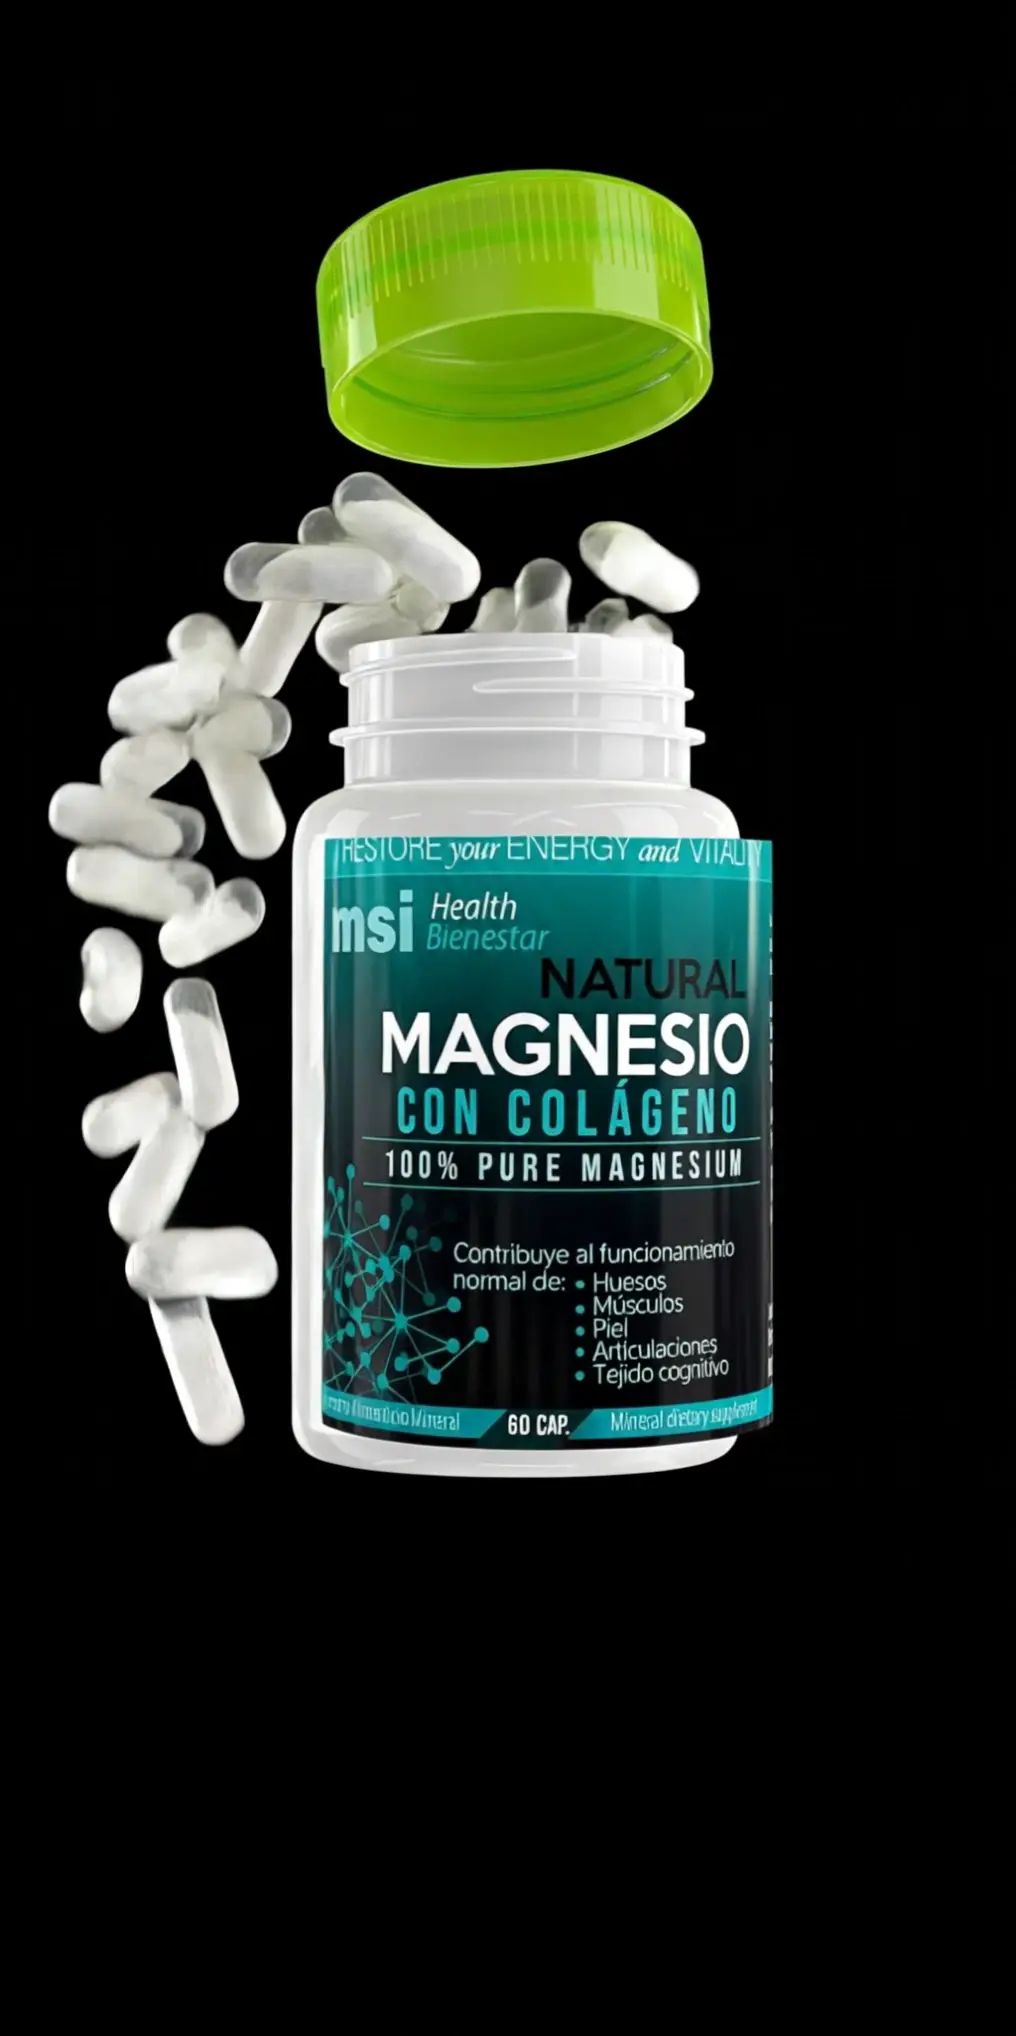 RESTORE your ENERGY and VITALITY
msi Health
Bienestar
NATURAL
MAGNESIO
CON COLÁGENO
100% PURE MAGNESIUM
Contribuye al funcionamiento
normal de: • Huesos
• Músculos
• Piel
• Articulaciones
• Tejido cognitivo
Mineral 60 CAP. Mineral dietary supplement